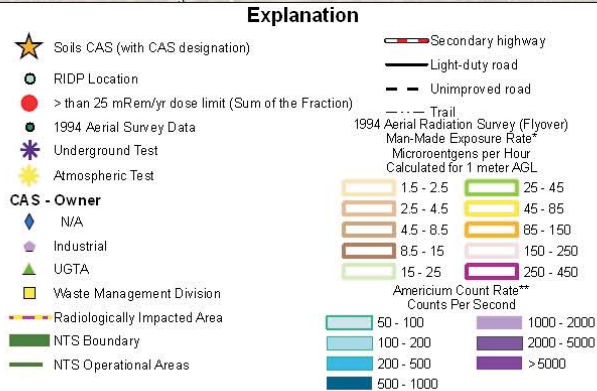 Explanation
Soils CAS (with CAS designation)
RIDP Location
> than 25 mRem/yr dose limit (Sum of the Fraction)
1994 Aerial Survey Data
Underground Test
Atmospheric Test
CAS - Owner
N/A
Industrial
UGTA
Waste Management Division
Radiologically Impacted Area
NTS Boundary
NTS Operational Areas
Secondary highway
Light-duty road
Unimproved road
Trail
1994 Aerial Radiation Survey (Flyover)
Man-Made Exposure Rate*
Microroentgens per Hour
Calculated for 1 meter AGL
1.5 - 2.5
2.5 - 4.5
4.5 - 8.5
8.5 - 15
15 - 25
25 - 45
45 - 85
85 - 150
150 - 250
250 - 450
Americium Count Rate**
Counts Per Second
50 - 100
100 - 200
200 - 500
500 - 1000
1000 - 2000
2000 - 5000
>5000